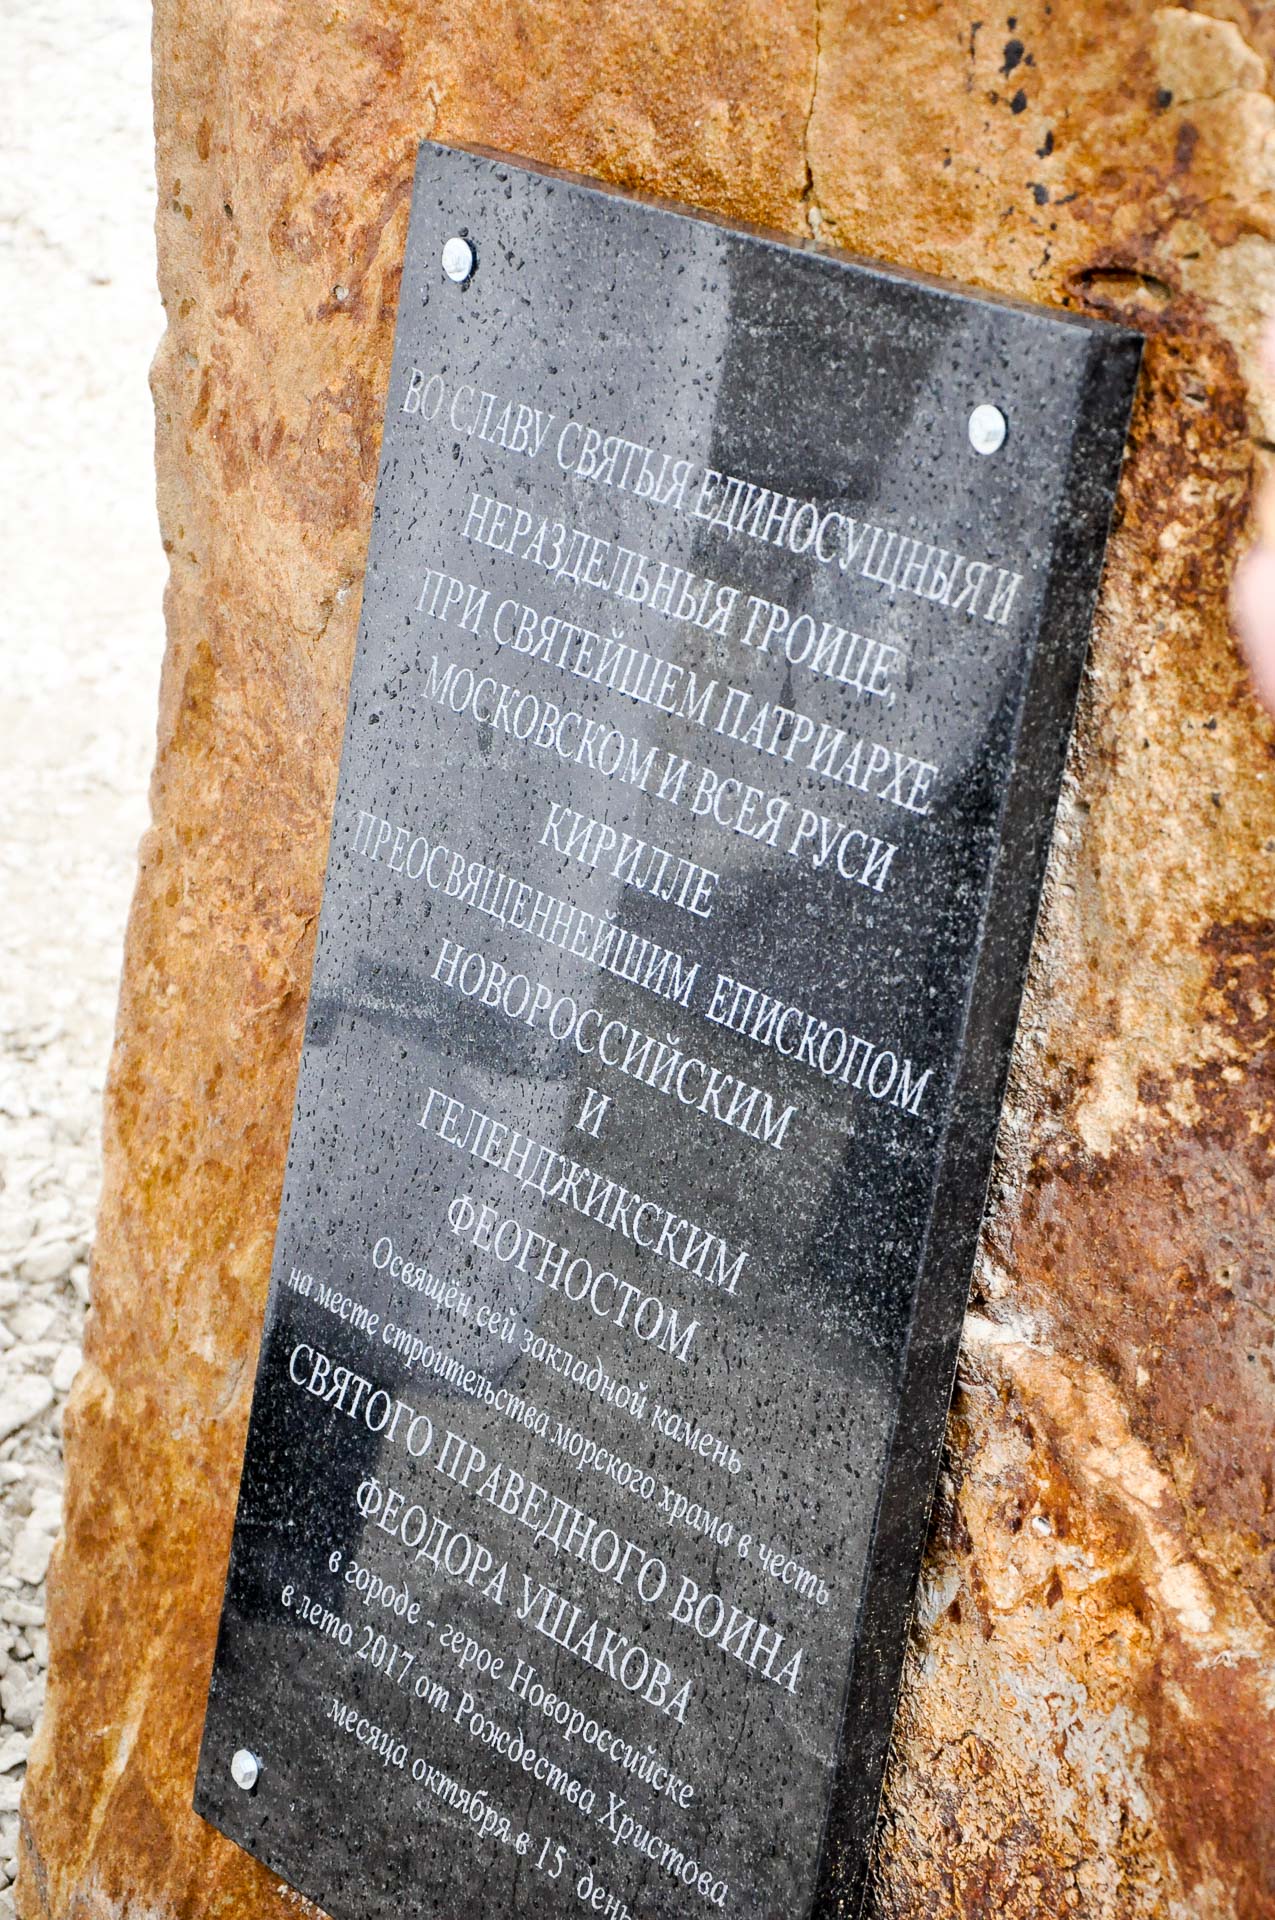 ВО СЛАВУ СВЯТЫЯ ЕДИНОСУЩНЫЯ И
НЕРАЗДЕЛЬНЫЯ ТРОИЦЕ,
ПРИ СВЯТЕЙШЕМ ПАТРИАРХЕ
МОСКОВСКОМ И ВСЕЯ РУСИ
КИРИЛЛЕ
ПРЕОСВЯЩЕННЕЙШИМ ЕПИСКОПОМ
НОВОРОССИЙСКИМ
И
ГЕЛЕНДЖИКСКИМ
ФЕОГНОСТОМ
Освящён сей закладной камень
на месте строительства морского храма в честь
СВЯТОГО ПРАВЕДНОГО ВОИНА
ФЕОДОРА УШАКОВА
в городе - герое Новороссийске
в лето 2017 от Рождества Христова
месяца октября в 15 день